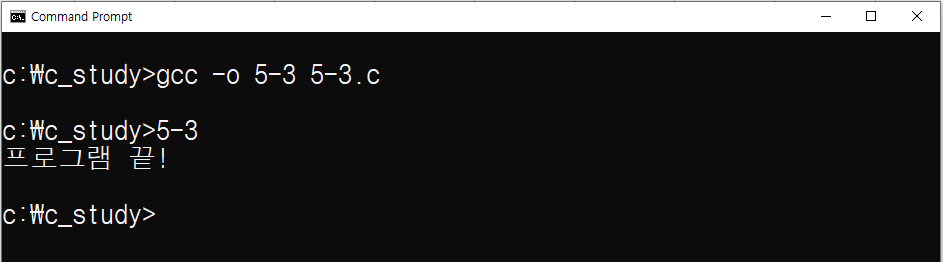 Command Prompt
c:₩c_study>gcc -o 5-3 5-3.c
c:₩c_study>5-3
프로그램 끝!
c:₩c_study>